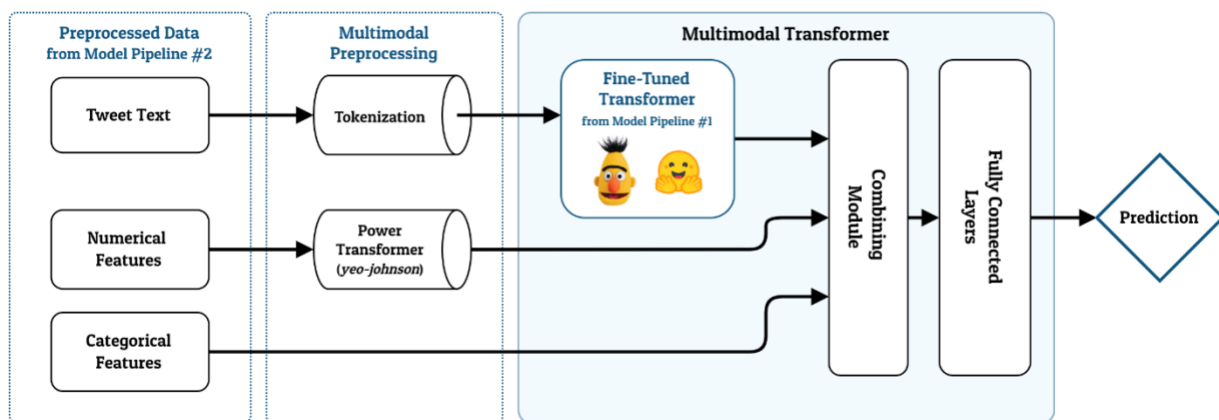 Preprocessed Data
from Model Pipeline #2
Tweet Text
Numerical
Features
Categorical
Features
Multimodal
Preprocessing
Tokenization
Power
Transformer
(yeo-johnson)
Multimodal Transformer
Fine-Tuned
Transformer
from Model Pipeline #1
Combining
Module
Fully Connected
Layers
Prediction